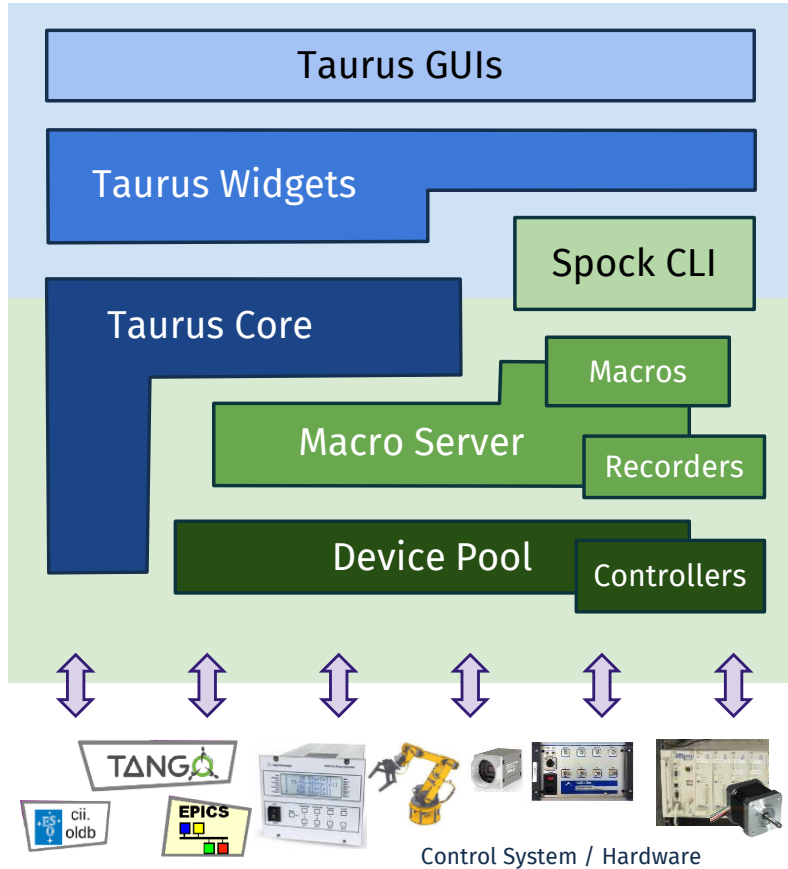 Taurus GUIs
Taurus Widgets
Spock CLI
Taurus Core
Macros
Macro Server
Recorders
Device Pool
Controllers
TANGO
cii.
oldb
ES
O
EPICS
Control System / Hardware